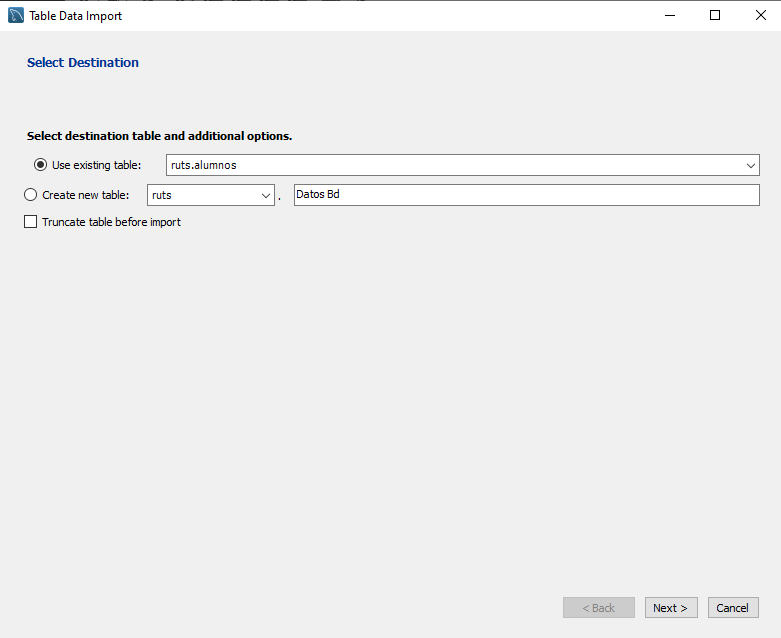 Table Data Import
Select Destination
Select destination table and additional options.
Use existing table: ruts.alumnos
Create new table: ruts . Datos Bd
Truncate table before import
< Back Next > Cancel